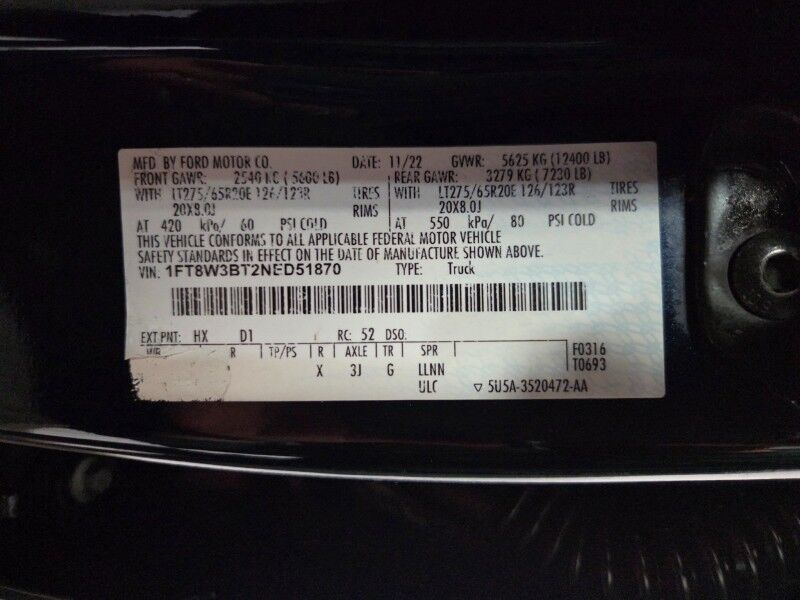 MFD. BY FORD MOTOR CO. DATE: 11/22 GVWR: 5625 KG (12400 LB)
FRONT GAWR: 2540 KG (5600 LB) REAR GAWR: 3279 KG (7230 LB)
WITH LT275/65R20E 126/123R TIRES WITH LT275/65R20E 126/123R TIRES
20X8.0J RIMS 20X8.0J RIMS
AT 420 kPa/ 60 PSI COLD AT 550 kPa/ 80 PSI COLD
THIS VEHICLE CONFORMS TO ALL APPLICABLE FEDERAL MOTOR VEHICLE
SAFETY STANDARDS IN EFFECT ON THE DATE OF MANUFACTURE SHOWN ABOVE.
VIN: 1FT8W3BT2NED51870 TYPE: Truck
EXT PNT: HX D1 RC: 52 DSO:
WB R TP/PS R AXLE TR SPR F0316
X 3J G LLNN T0693
ULC ▽ 5U5A-3520472-AA